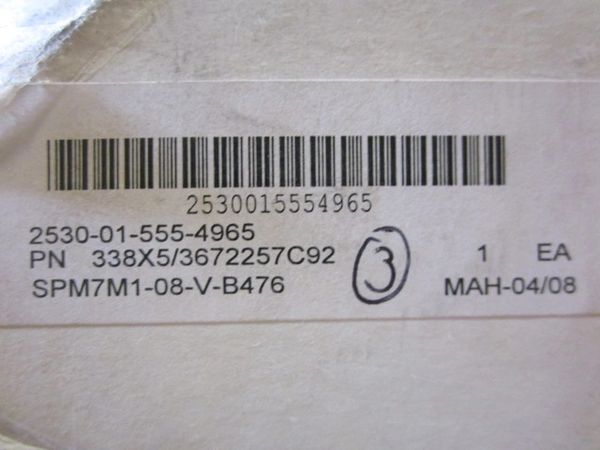 2530015554965
2530-01-555-4965
PN 338X5/3672257C92 3 1 EA
SPM7M1-08-V-B476 MAH-04/08